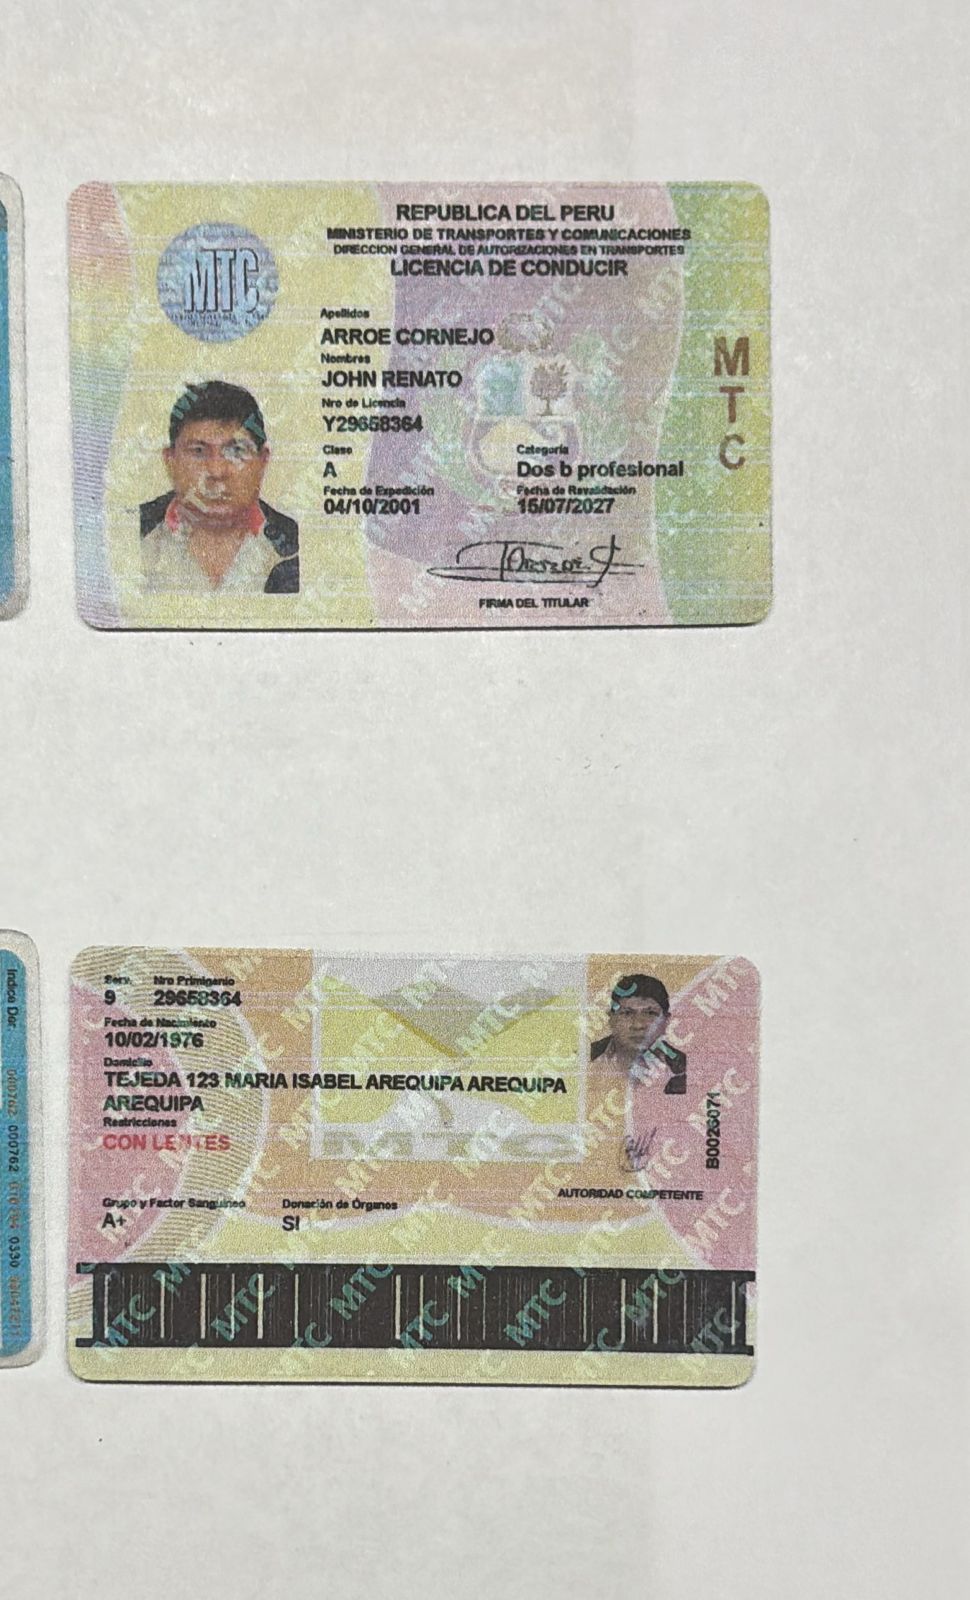 REPUBLICA DEL PERU
MINISTERIO DE TRANSPORTES Y COMUNICACIONES
DIRECCION GENERAL DE AUTORIZACIONES EN TRANSPORTES
LICENCIA DE CONDUCIR
MTC
Apellidos
ARROE CORNEJO
Nombres
JOHN RENATO
Nro de Licencia
Y29658364
Clase Categoría
A Dos b profesional
Fecha de Expedición Fecha de Revalidación
04/10/2001 15/07/2027
FIRMA DEL TITULAR
MTC
Serv. Nro Primigenio
9 29658364
Fecha de Nacimiento
10/02/1976
Domicilio
TEJEDA 123 MARIA ISABEL AREQUIPA AREQUIPA
AREQUIPA
Restricciones
CON LENTES
MTC
B0026071
AUTORIDAD COMPETENTE
Grupo y Factor Sanguineo Donación de Órganos
A+ SI
Indice Der.